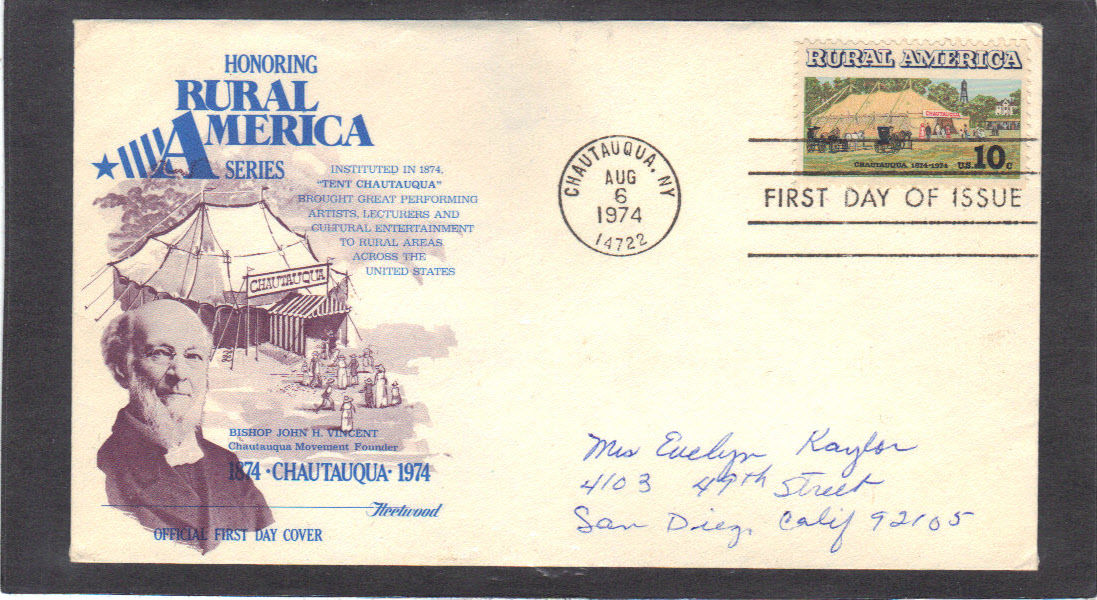 HONORING
RURAL
AMERICA
SERIES
INSTITUTED IN 1874,
"TENT CHAUTAUQUA"
BROUGHT GREAT PERFORMING
ARTISTS, LECTURERS AND
CULTURAL ENTERTAINMENT
TO RURAL AREAS
ACROSS THE
UNITED STATES
CHAUTAUQUA
BISHOP JOHN H. VINCENT
Chautauqua Movement Founder
1874 · CHAUTAUQUA · 1974
Fleetwood
OFFICIAL FIRST DAY COVER
CHAUTAUQUA, NY
AUG
6
1974
14722
RURAL AMERICA
CHAUTAUQUA
CHAUTAUQUA 1874-1974 U.S. 10c
FIRST DAY OF ISSUE
Mrs Evelyn Kaylor
4103 49th Street
San Diego, Calif 92105